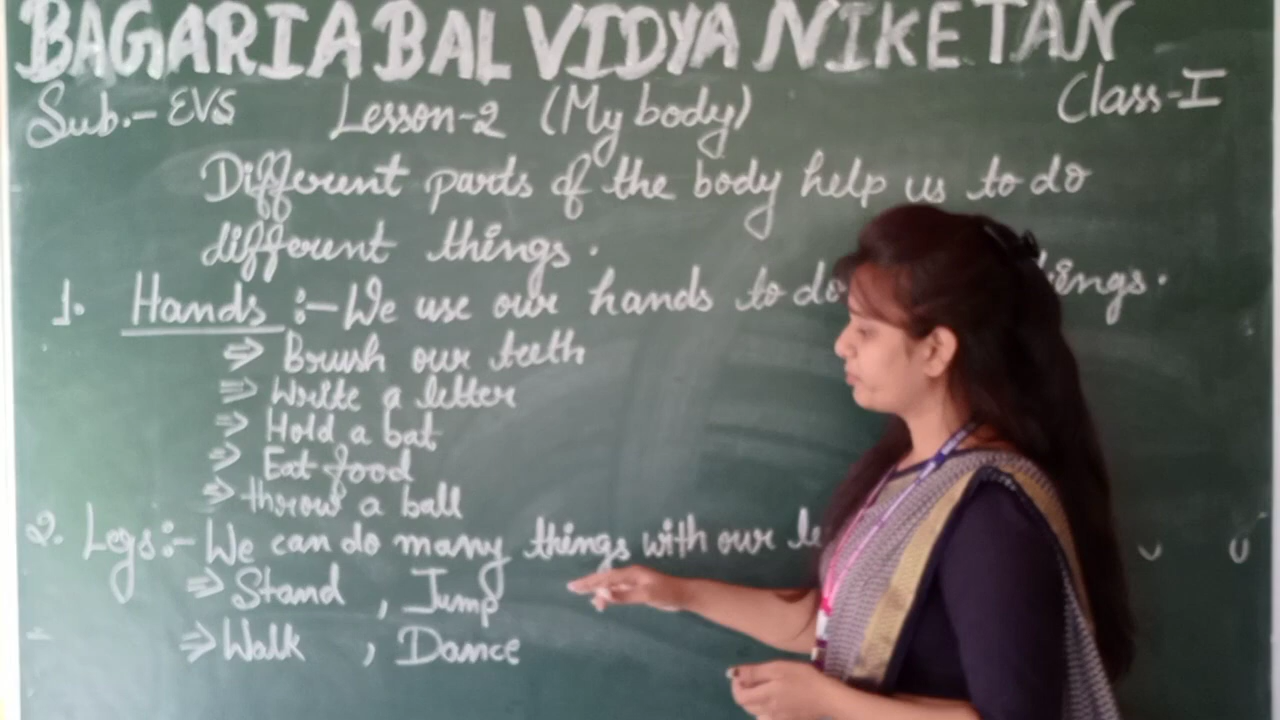 BAGARIA BAL VIDYA NIKETAN
Sub.- EVS Lesson-2 (My body) Class-I
Different parts of the body help us to do
different things.
1. Hands :- We use our hands to do
⇒ Brush our teeth
⇒ Write a letter
⇒ Hold a bat
⇒ Eat food
⇒ throw a ball
2. Legs :- We can do many things with our
⇒ Stand , Jump
⇒ Walk , Dance